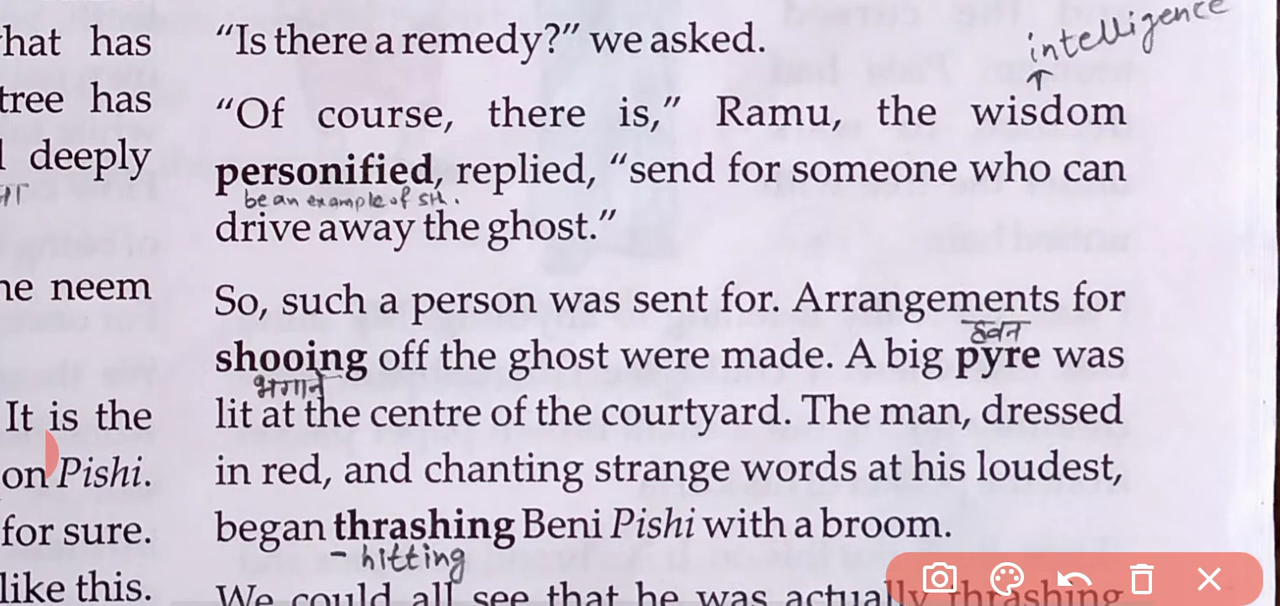 hat has
tree has
deeply
ne neem
It is the
on Pishi.
for sure.
like this.
intelligence
"Is there a remedy?" we asked.
"Of course, there is," Ramu, the wisdom
personified, replied, "send for someone who can
be an example of sth.
drive away the ghost."
So, such a person was sent for. Arrangements for
हवन
shooing off the ghost were made. A big pyre was
भगाने
lit at the centre of the courtyard. The man, dressed
in red, and chanting strange words at his loudest,
began thrashing Beni Pishi with a broom.
- hitting
We could all see that he was actually thrashing